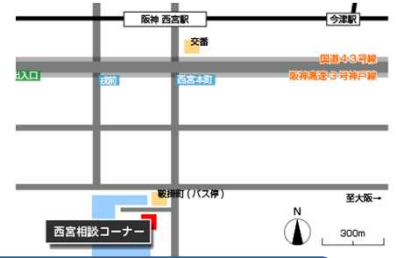 阪神 西宮駅
今津駅
交番
国道43号線
阪神高速3号神戸線
出入口
戎前
西宮本町
鞍掛町(バス停)
至大阪→
西宮相談コーナー
N
300m